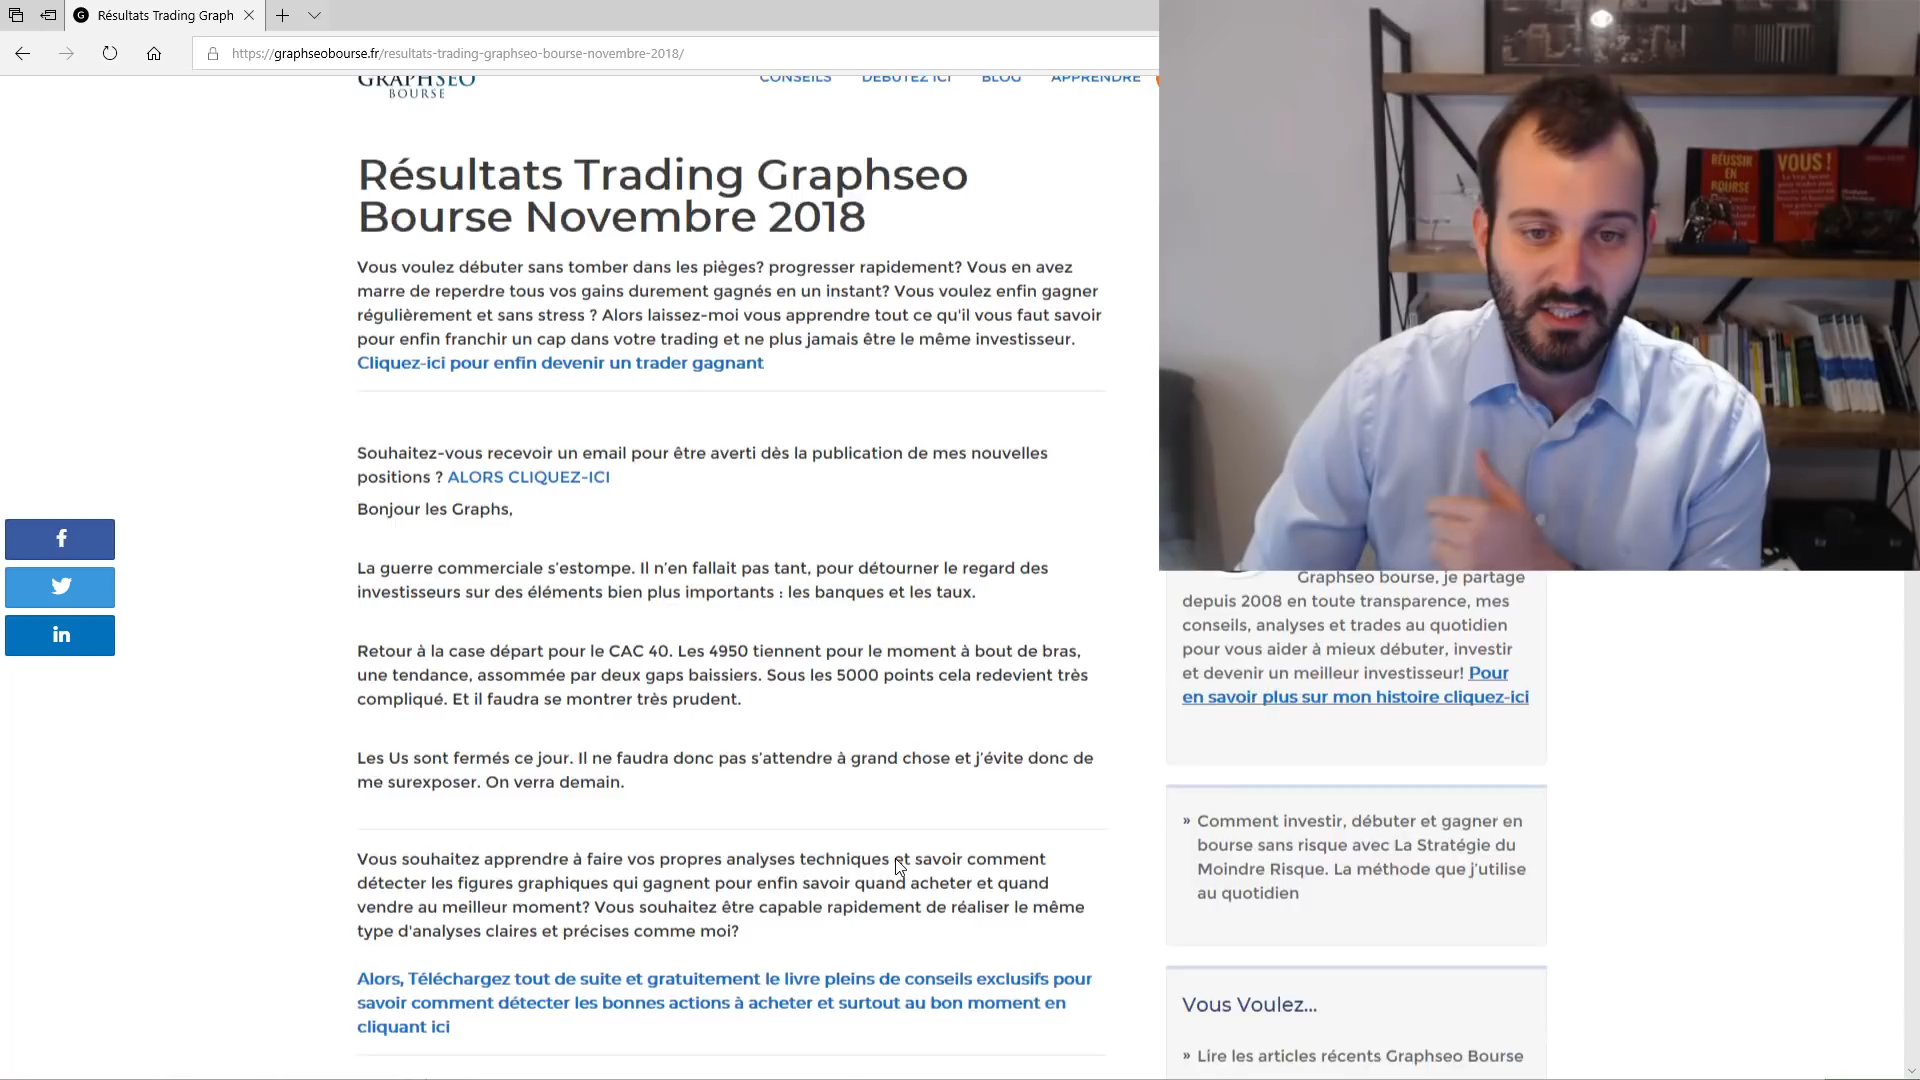 Résultats Trading Graph
https://graphseobourse.fr/resultats-trading-graphseo-bourse-novembre-2018/
GRAPHSEO
BOURSE
CONSEILS
DÉBUTEZ ICI
BLOG
APPRENDRE
Résultats Trading Graphseo
Bourse Novembre 2018
Vous voulez débuter sans tomber dans les pièges? progresser rapidement? Vous en avez
marre de reperdre tous vos gains durement gagnés en un instant? Vous voulez enfin gagner
régulièrement et sans stress ? Alors laissez-moi vous apprendre tout ce qu'il vous faut savoir
pour enfin franchir un cap dans votre trading et ne plus jamais être le même investisseur.
Cliquez-ici pour enfin devenir un trader gagnant
Souhaitez-vous recevoir un email pour être averti dès la publication de mes nouvelles
positions ? ALORS CLIQUEZ-ICI
Bonjour les Graphs,
La guerre commerciale s'estompe. Il n'en fallait pas tant, pour détourner le regard des
investisseurs sur des éléments bien plus importants : les banques et les taux.
Retour à la case départ pour le CAC 40. Les 4950 tiennent pour le moment à bout de bras,
une tendance, assommée par deux gaps baissiers. Sous les 5000 points cela redevient très
compliqué. Et il faudra se montrer très prudent.
Les Us sont fermés ce jour. Il ne faudra donc pas s'attendre à grand chose et j'évite donc de
me surexposer. On verra demain.
Vous souhaitez apprendre à faire vos propres analyses techniques et savoir comment
détecter les figures graphiques qui gagnent pour enfin savoir quand acheter et quand
vendre au meilleur moment? Vous souhaitez être capable rapidement de réaliser le même
type d'analyses claires et précises comme moi?
Alors, Téléchargez tout de suite et gratuitement le livre pleins de conseils exclusifs pour
savoir comment détecter les bonnes actions à acheter et surtout au bon moment en
cliquant ici
RÉUSSIR
EN
BOURSE
VOUS !
Graphseo bourse, je partage
depuis 2008 en toute transparence, mes
conseils, analyses et trades au quotidien
pour vous aider à mieux débuter, investir
et devenir un meilleur investisseur! Pour
en savoir plus sur mon histoire cliquez-ici
» Comment investir, débuter et gagner en
bourse sans risque avec La Stratégie du
Moindre Risque. La méthode que j'utilise
au quotidien
Vous Voulez...
» Lire les articles récents Graphseo Bourse